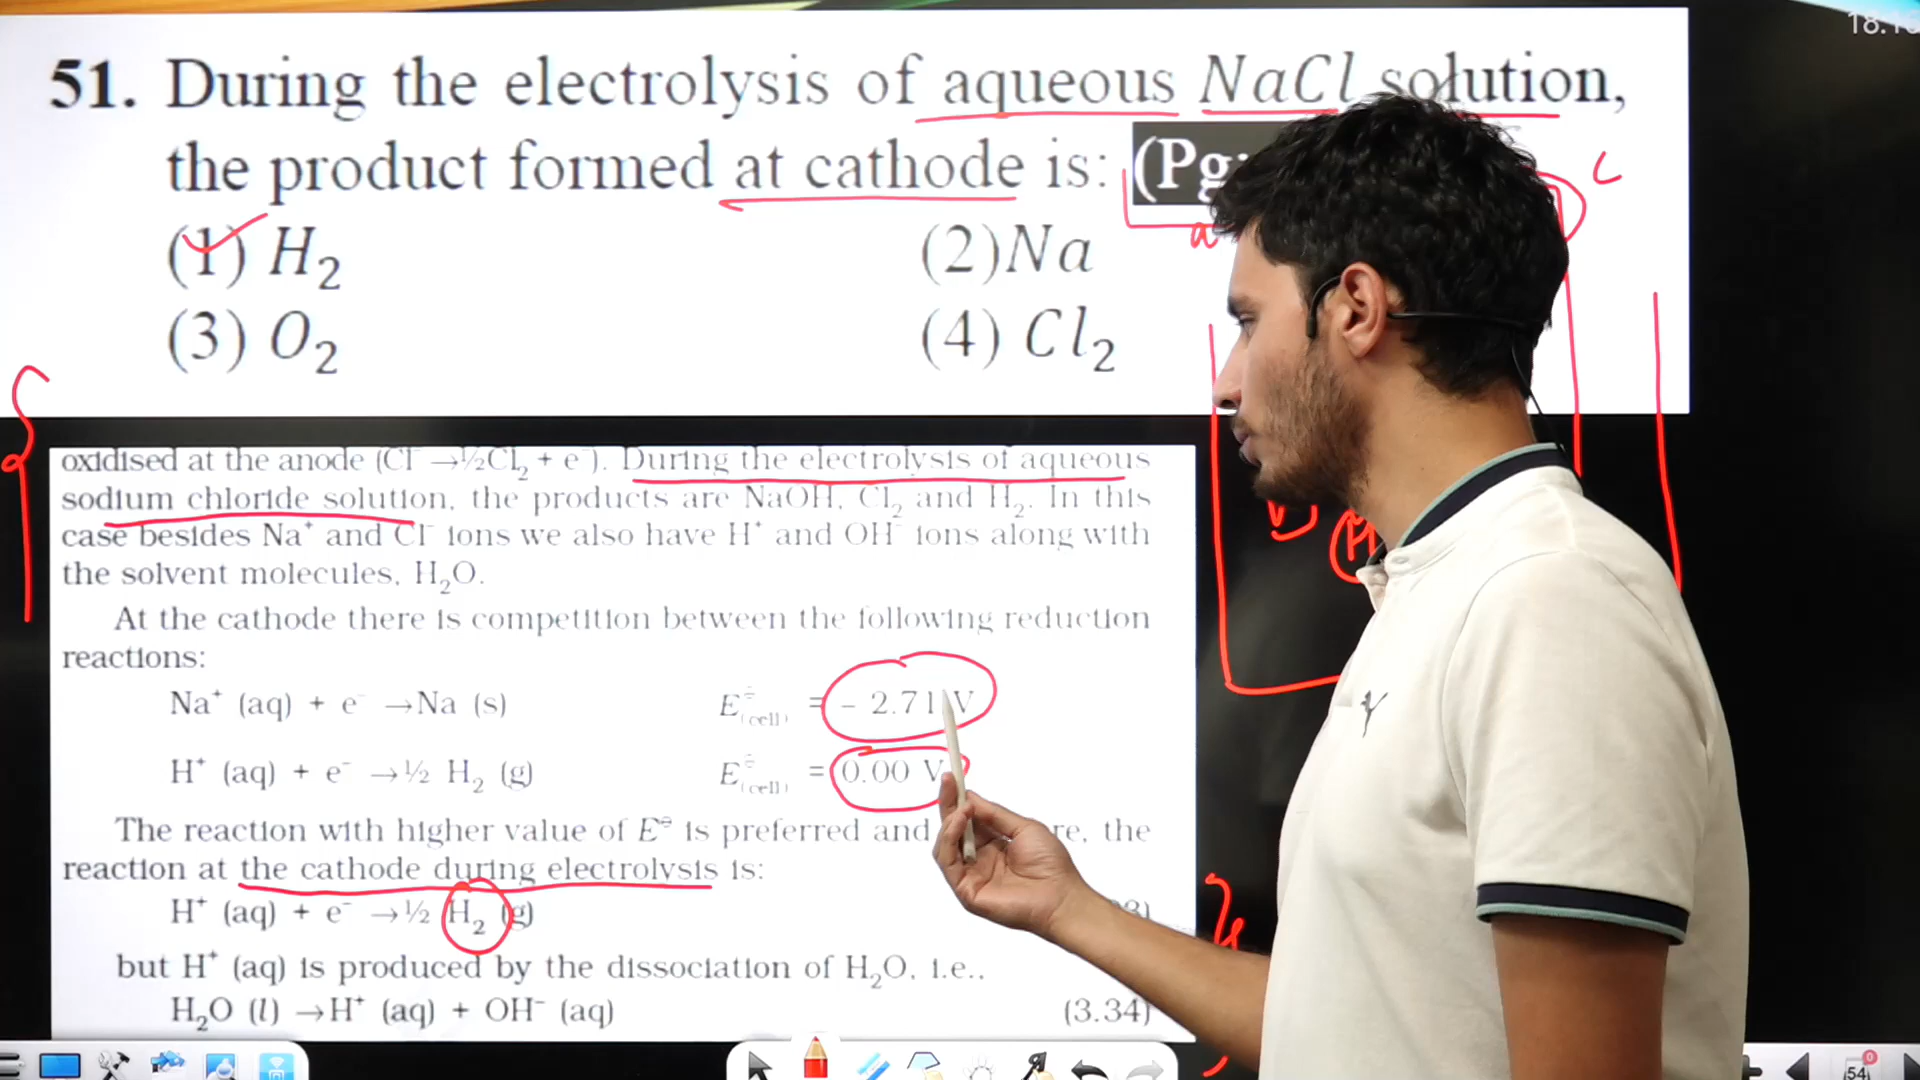 18:1
51. During the electrolysis of aqueous NaCl solution,
the product formed at cathode is: (Pg
(1) H₂ (2) Na
(3) O₂ (4) Cl₂
c
a
oxidised at the anode (Cl⁻ →½Cl₂ + e⁻). During the electrolysis of aqueous
sodium chloride solution, the products are NaOH, Cl₂ and H₂. In this
case besides Na⁺ and Cl⁻ ions we also have H⁺ and OH⁻ ions along with
the solvent molecules, H₂O.
At the cathode there is competition between the following reduction
reactions:
Na⁺ (aq) + e⁻ →Na (s) E⊖(cell) = – 2.71 V
H⁺ (aq) + e⁻ →½ H₂ (g) E⊖(cell) = 0.00 V
The reaction with higher value of E⊖ is preferred and re, the
reaction at the cathode during electrolysis is:
H⁺ (aq) + e⁻ →½ H₂ (g) 3)
but H⁺ (aq) is produced by the dissociation of H₂O, i.e.,
H₂O (l) →H⁺ (aq) + OH⁻ (aq) (3.34)
54
0